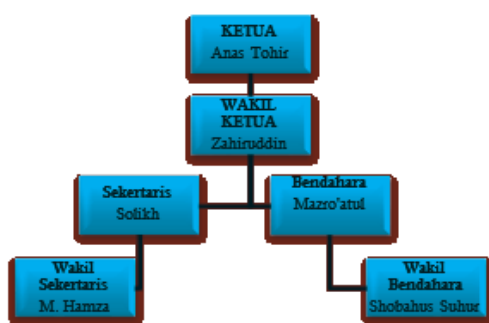 KETUA
Anas Tohir
WAKIL
KETUA
Zahiruddin
Sekertaris
Solikh
Bendahara
Mazro'atul
Wakil
Sekertaris
M. Hamza
Wakil
Bendahara
Shobahus Suhur